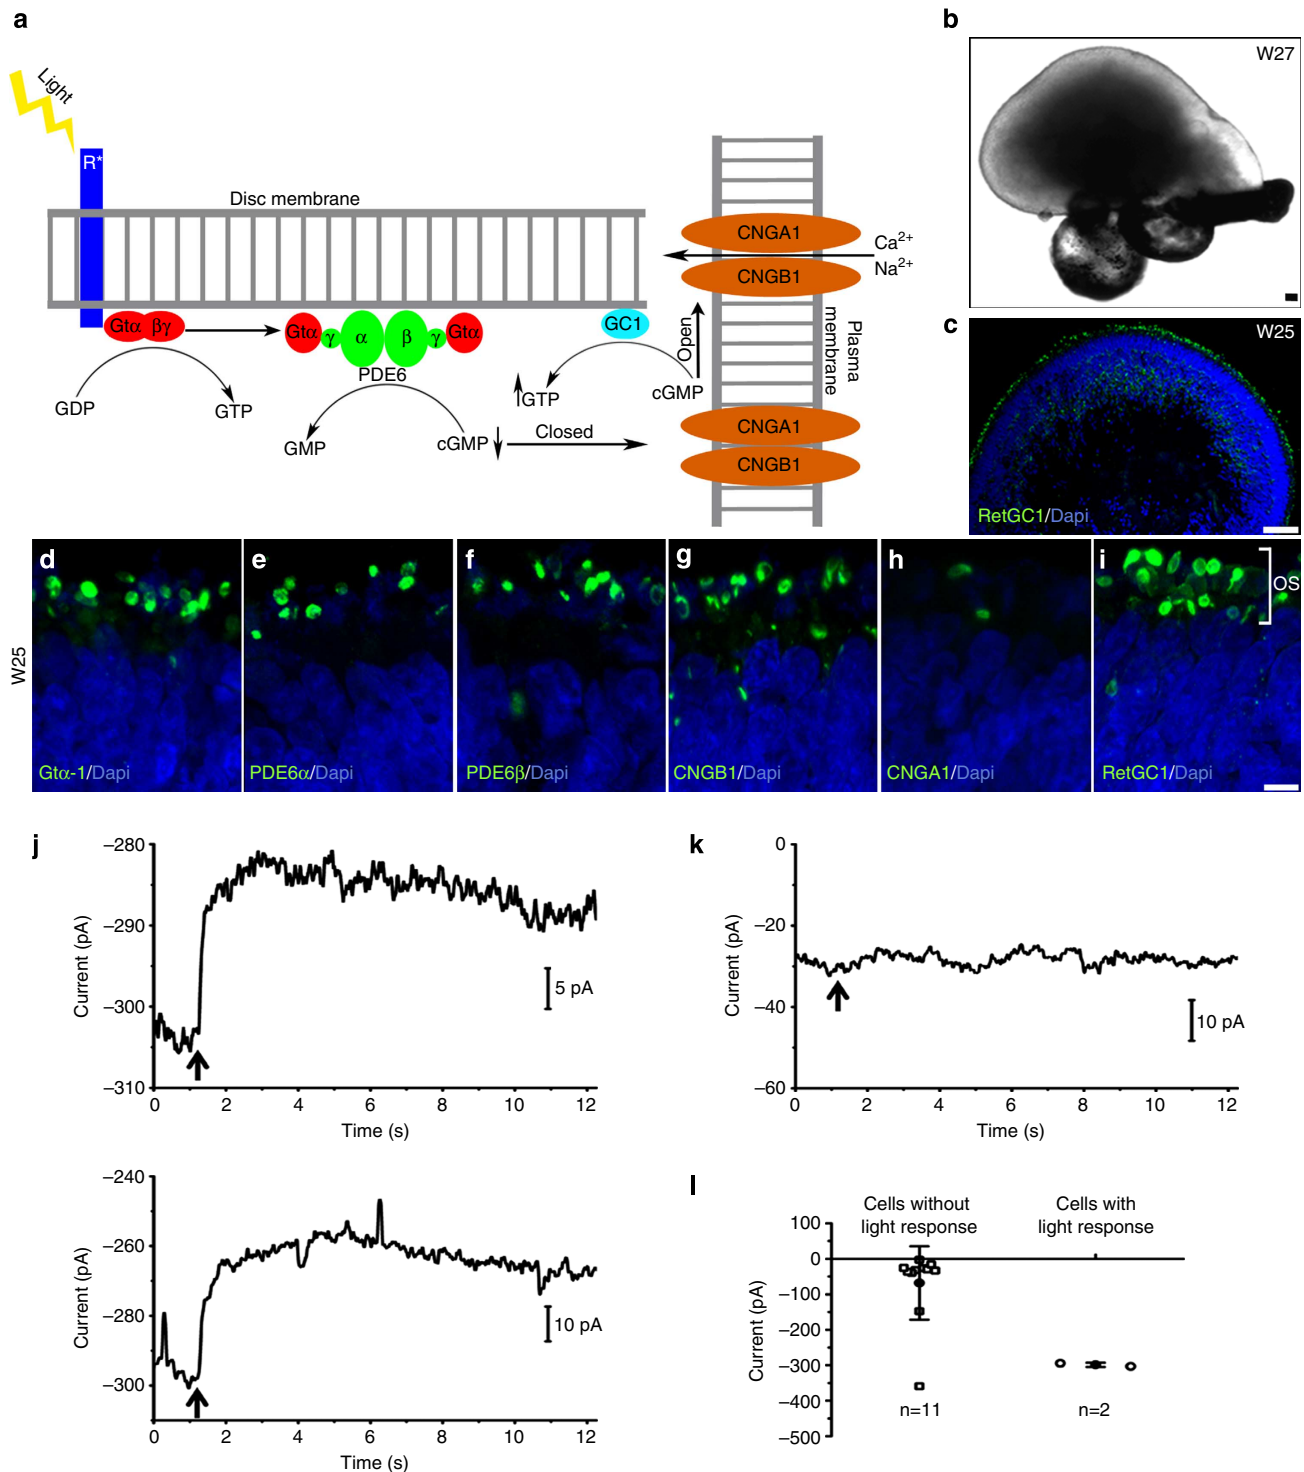 a
Light
R*
Disc membrane
Gtα βγ
Gtα γ α β γ Gtα
PDE6
GC1
GDP
GTP
GMP
cGMP
GTP
cGMP
Open
Closed
CNGA1
CNGB1
Ca2+
Na2+
Plasma
membrane
CNGA1
CNGB1
b
W27
c
W25
RetGC1/Dapi
W25
d
Gtα-1/Dapi
e
PDE6α/Dapi
f
PDE6β/Dapi
g
CNGB1/Dapi
h
CNGA1/Dapi
i
OS
RetGC1/Dapi
j
Current (pA)
–280
–290
–300
–310
5 pA
0 2 4 6 8 10 12
Time (s)
Current (pA)
–240
–260
–280
–300
10 pA
0 2 4 6 8 10 12
Time (s)
k
Current (pA)
0
–20
–40
–60
10 pA
0 2 4 6 8 10 12
Time (s)
l
Cells without
light response
Cells with
light response
Current (pA)
100
0
–100
–200
–300
–400
–500
n=11
n=2